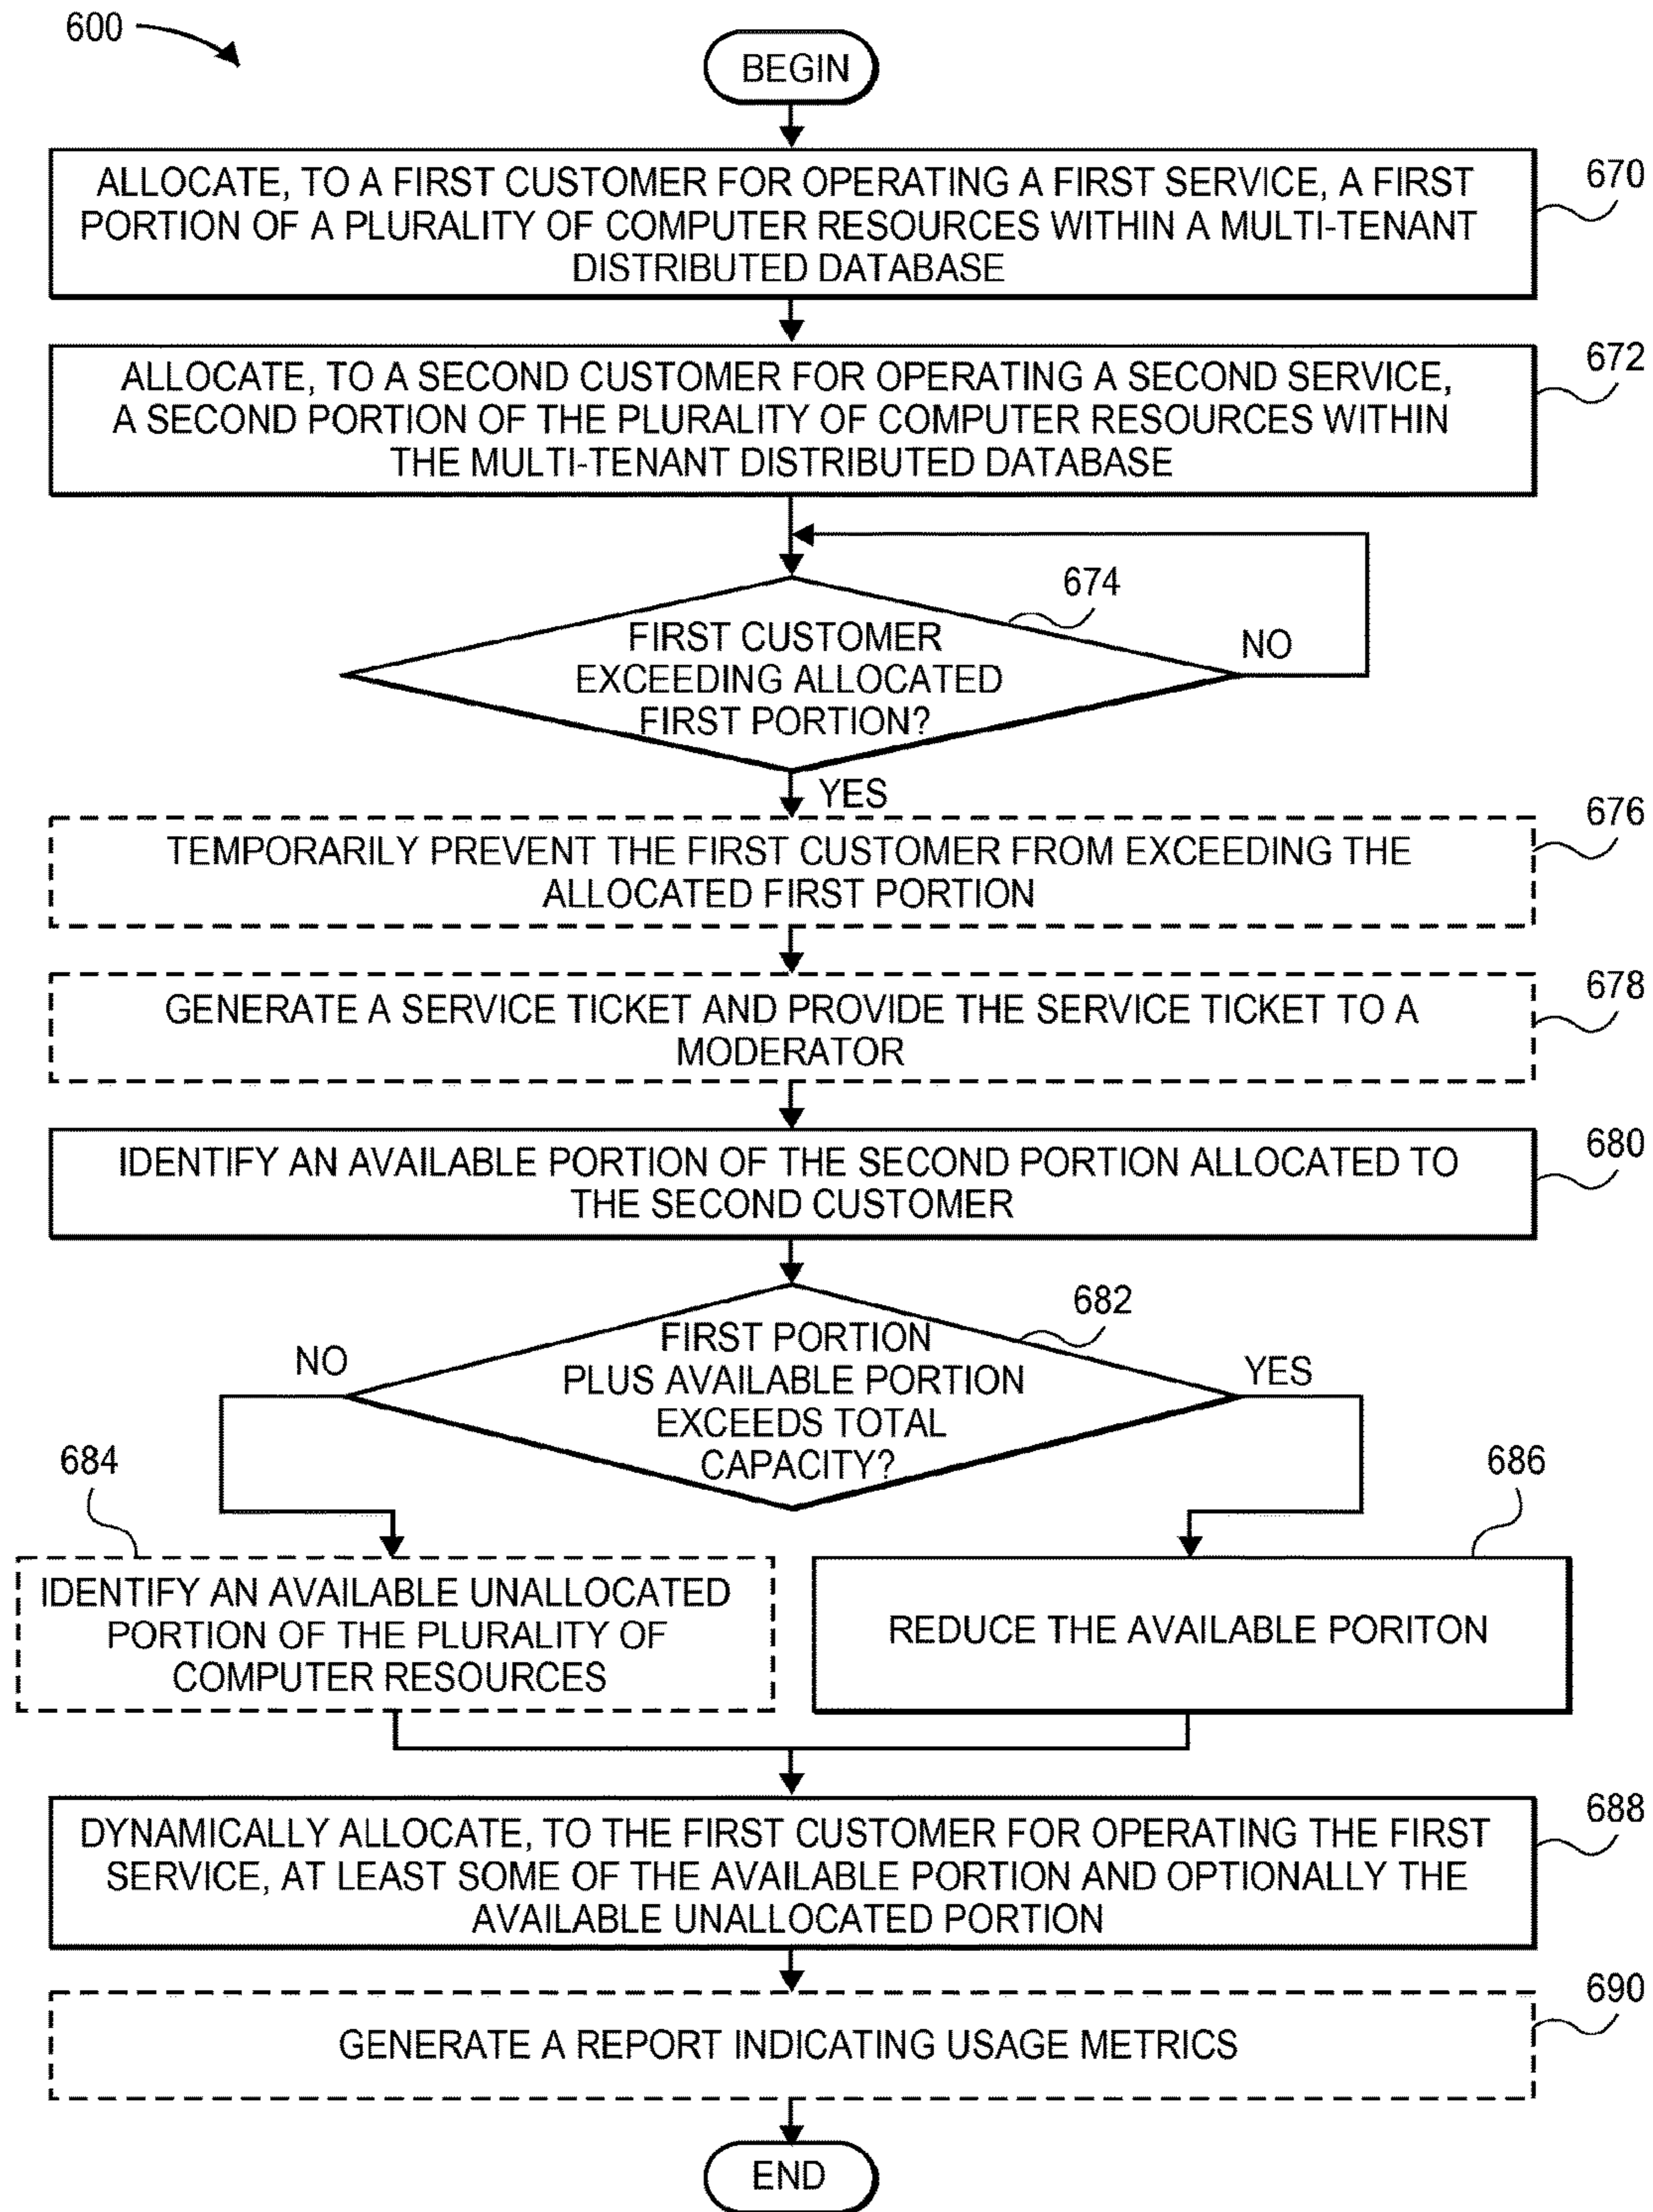 600
BEGIN
ALLOCATE, TO A FIRST CUSTOMER FOR OPERATING A FIRST SERVICE, A FIRST
PORTION OF A PLURALITY OF COMPUTER RESOURCES WITHIN A MULTI-TENANT
DISTRIBUTED DATABASE
670
ALLOCATE, TO A SECOND CUSTOMER FOR OPERATING A SECOND SERVICE,
A SECOND PORTION OF THE PLURALITY OF COMPUTER RESOURCES WITHIN
THE MULTI-TENANT DISTRIBUTED DATABASE
672
674
FIRST CUSTOMER
EXCEEDING ALLOCATED
FIRST PORTION?
NO
YES
TEMPORARILY PREVENT THE FIRST CUSTOMER FROM EXCEEDING THE
ALLOCATED FIRST PORTION
676
GENERATE A SERVICE TICKET AND PROVIDE THE SERVICE TICKET TO A
MODERATOR
678
IDENTIFY AN AVAILABLE PORTION OF THE SECOND PORTION ALLOCATED TO
THE SECOND CUSTOMER
680
682
FIRST PORTION
PLUS AVAILABLE PORTION
EXCEEDS TOTAL
CAPACITY?
NO
YES
684
IDENTIFY AN AVAILABLE UNALLOCATED
PORTION OF THE PLURALITY OF
COMPUTER RESOURCES
686
REDUCE THE AVAILABLE PORITON
DYNAMICALLY ALLOCATE, TO THE FIRST CUSTOMER FOR OPERATING THE FIRST
SERVICE, AT LEAST SOME OF THE AVAILABLE PORTION AND OPTIONALLY THE
AVAILABLE UNALLOCATED PORTION
688
GENERATE A REPORT INDICATING USAGE METRICS
690
END